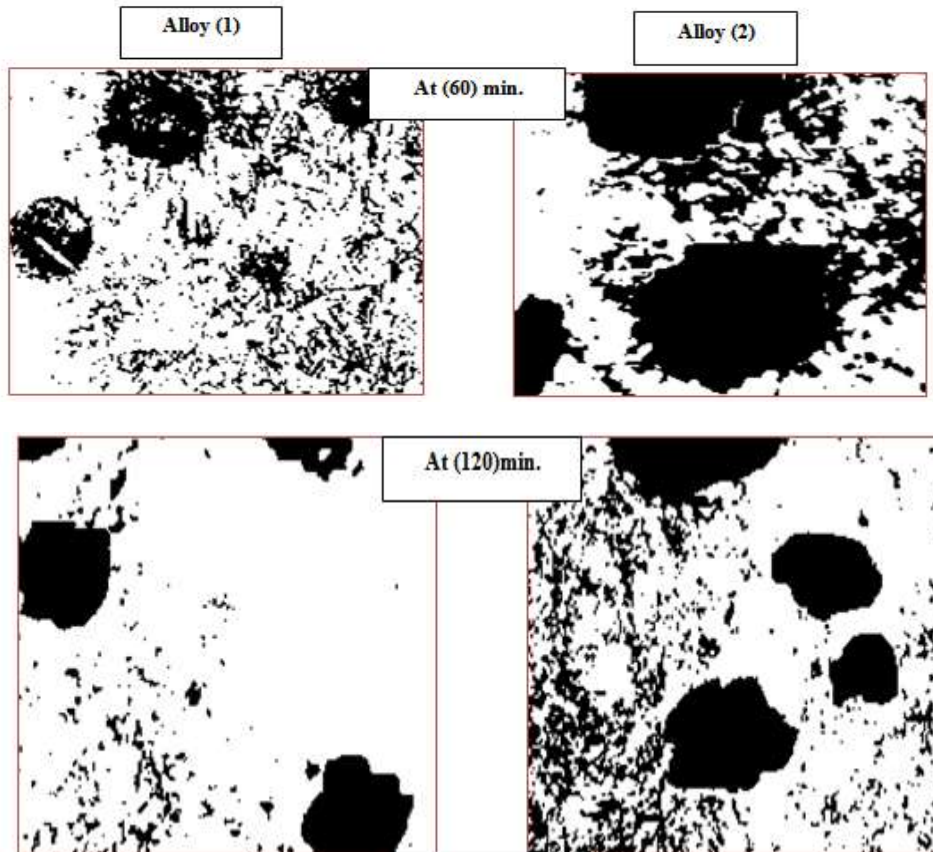 Alloy (1)
Alloy (2)
At (60) min.
At (120)min.